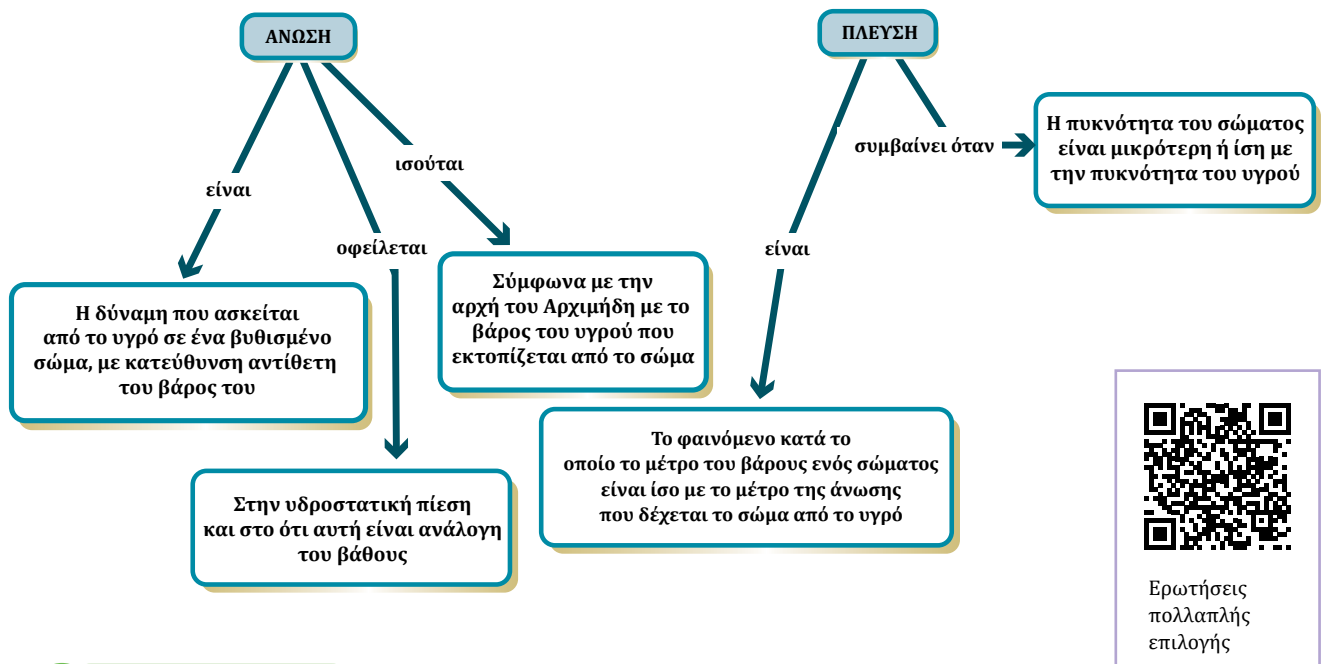 ΑΝΩΣΗ
είναι
Η δύναμη που ασκείται
από το υγρό σε ένα βυθισμένο
σώμα, με κατεύθυνση αντίθετη
του βάρος του
οφείλεται
Στην υδροστατική πίεση
και στο ότι αυτή είναι ανάλογη
του βάθους
ισούται
Σύμφωνα με την
αρχή του Αρχιμήδη με το
βάρος του υγρού που
εκτοπίζεται από το σώμα
ΠΛΕΥΣΗ
είναι
Το φαινόμενο κατά το
οποίο το μέτρο του βάρους ενός σώματος
είναι ίσο με το μέτρο της άνωσης
που δέχεται το σώμα από το υγρό
συμβαίνει όταν
Η πυκνότητα του σώματος
είναι μικρότερη ή ίση με
την πυκνότητα του υγρού
Ερωτήσεις
πολλαπλής
επιλογής